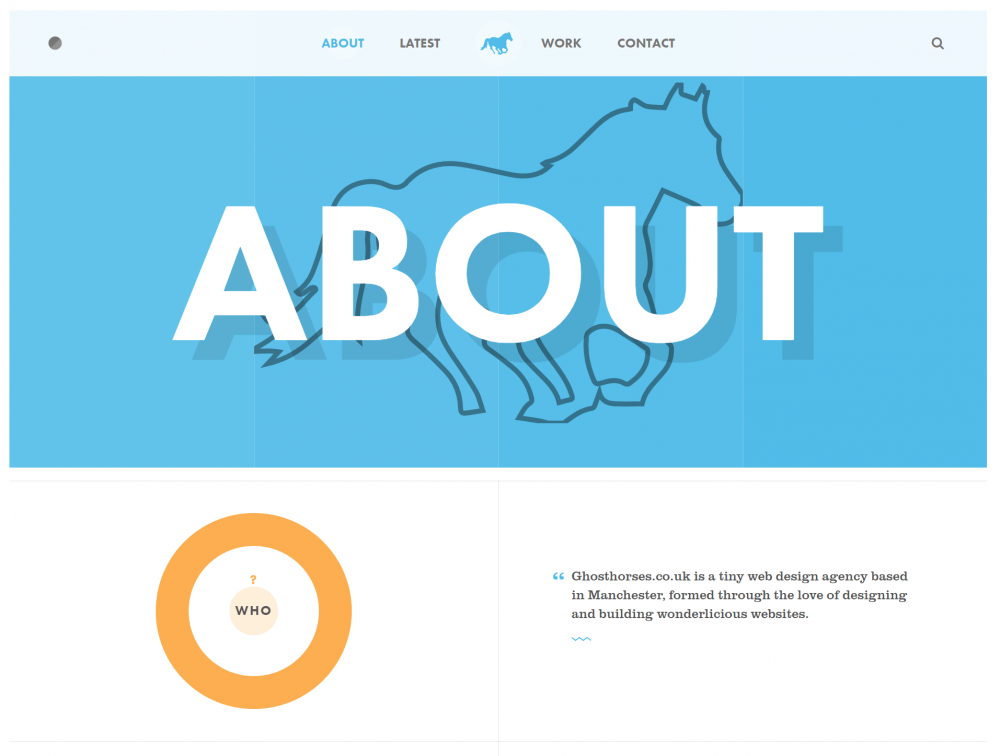 ABOUT LATEST WORK CONTACT
ABOUT
?
WHO
“ Ghosthorses.co.uk is a tiny web design agency based
in Manchester, formed through the love of designing
and building wonderlicious websites.